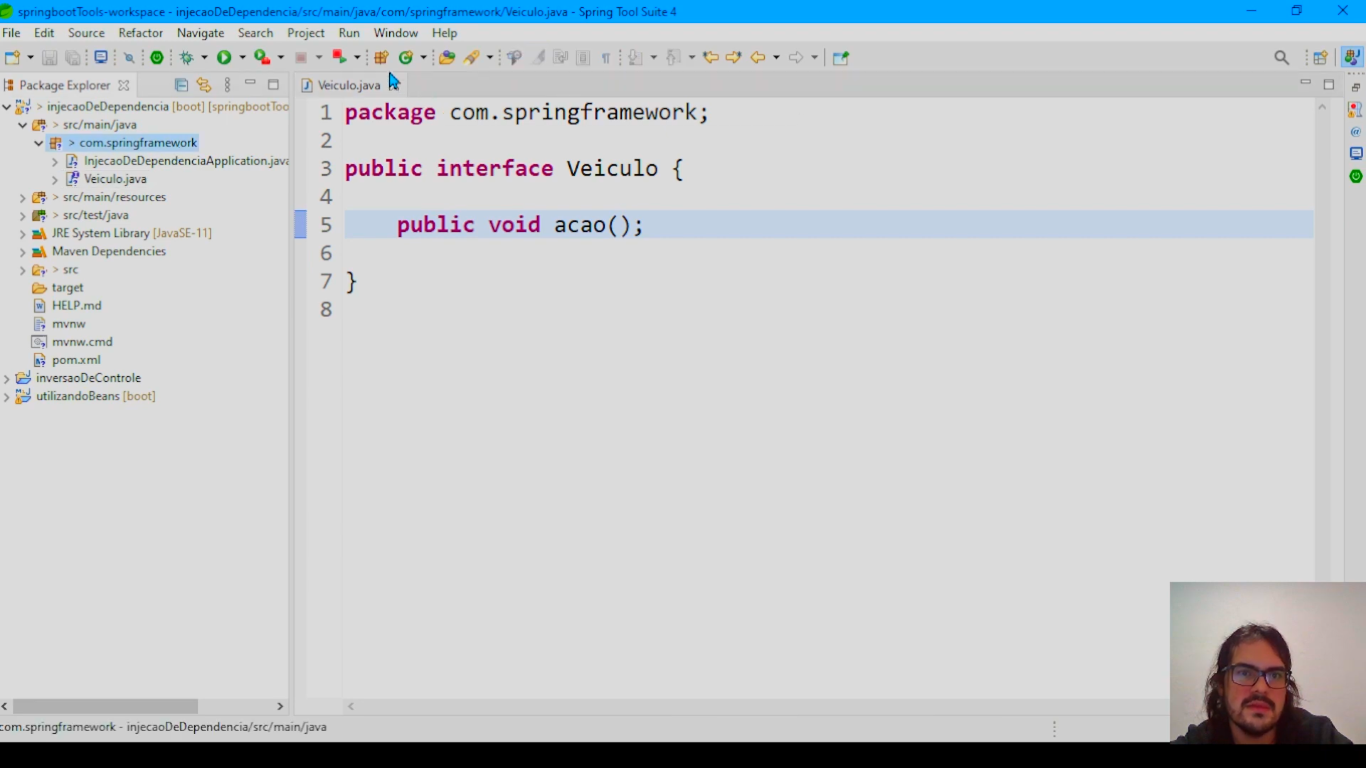 springbootTools-workspace - injecaoDeDependencia/src/main/java/com/springframework/Veiculo.java - Spring Tool Suite 4
File Edit Source Refactor Navigate Search Project Run Window Help
Package Explorer
Veiculo.java
> injecaoDeDependencia [boot] [springbootToo
> src/main/java
> com.springframework
InjecaoDeDependenciaApplication.java
Veiculo.java
> src/main/resources
> src/test/java
JRE System Library [JavaSE-11]
Maven Dependencies
> src
target
HELP.md
mvnw
mvnw.cmd
pom.xml
inversaoDeControle
utilizandoBeans [boot]
1 package com.springframework;
2
3 public interface Veiculo {
4
5 public void acao();
6
7 }
8
com.springframework - injecaoDeDependencia/src/main/java